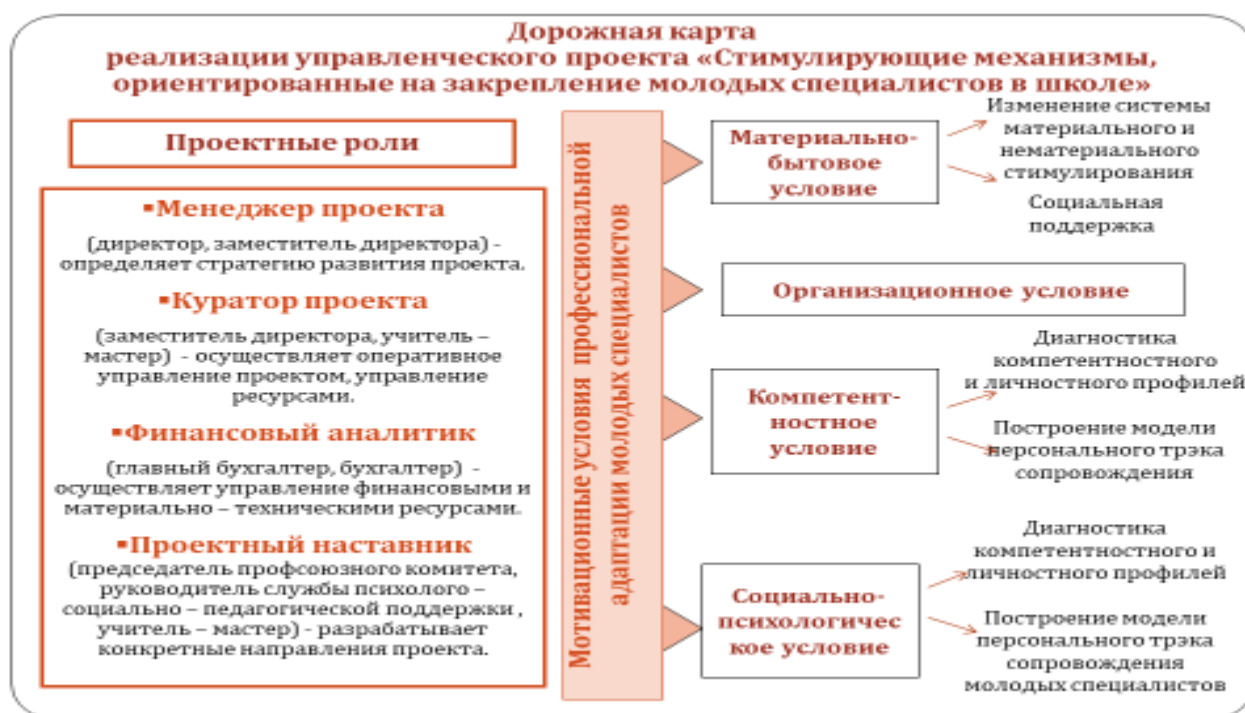 Дорожная карта
реализации управленческого проекта «Стимулирующие механизмы,
ориентированные на закрепление молодых специалистов в школе»
Проектные роли
▪Менеджер проекта
(директор, заместитель директора) -
определяет стратегию развития проекта.
▪Куратор проекта
(заместитель директора, учитель –
мастер) - осуществляет оперативное
управление проектом, управление
ресурсами.
▪Финансовый аналитик
(главный бухгалтер, бухгалтер) -
осуществляет управление финансовыми и
материально – техническими ресурсами.
▪Проектный наставник
(председатель профсоюзного комитета,
руководитель службы психолого –
социально – педагогической поддержки ,
учитель – мастер) - разрабатывает
конкретные направления проекта.
Мотивационные условия профессиональной
адаптации молодых специалистов
Материально-
бытовое
условие
Изменение системы
материального и
нематериального
стимулирования
Социальная
поддержка
Организационное условие
Компетент-
ностное
условие
Диагностика
компетентностного
и личностного профилей
Построение модели
персонального трэка
сопровождения
Социально-
психологичес
кое условие
Диагностика
компетентностного и
личностного профилей
Построение модели
персонального трэка
сопровождения
молодых специалистов